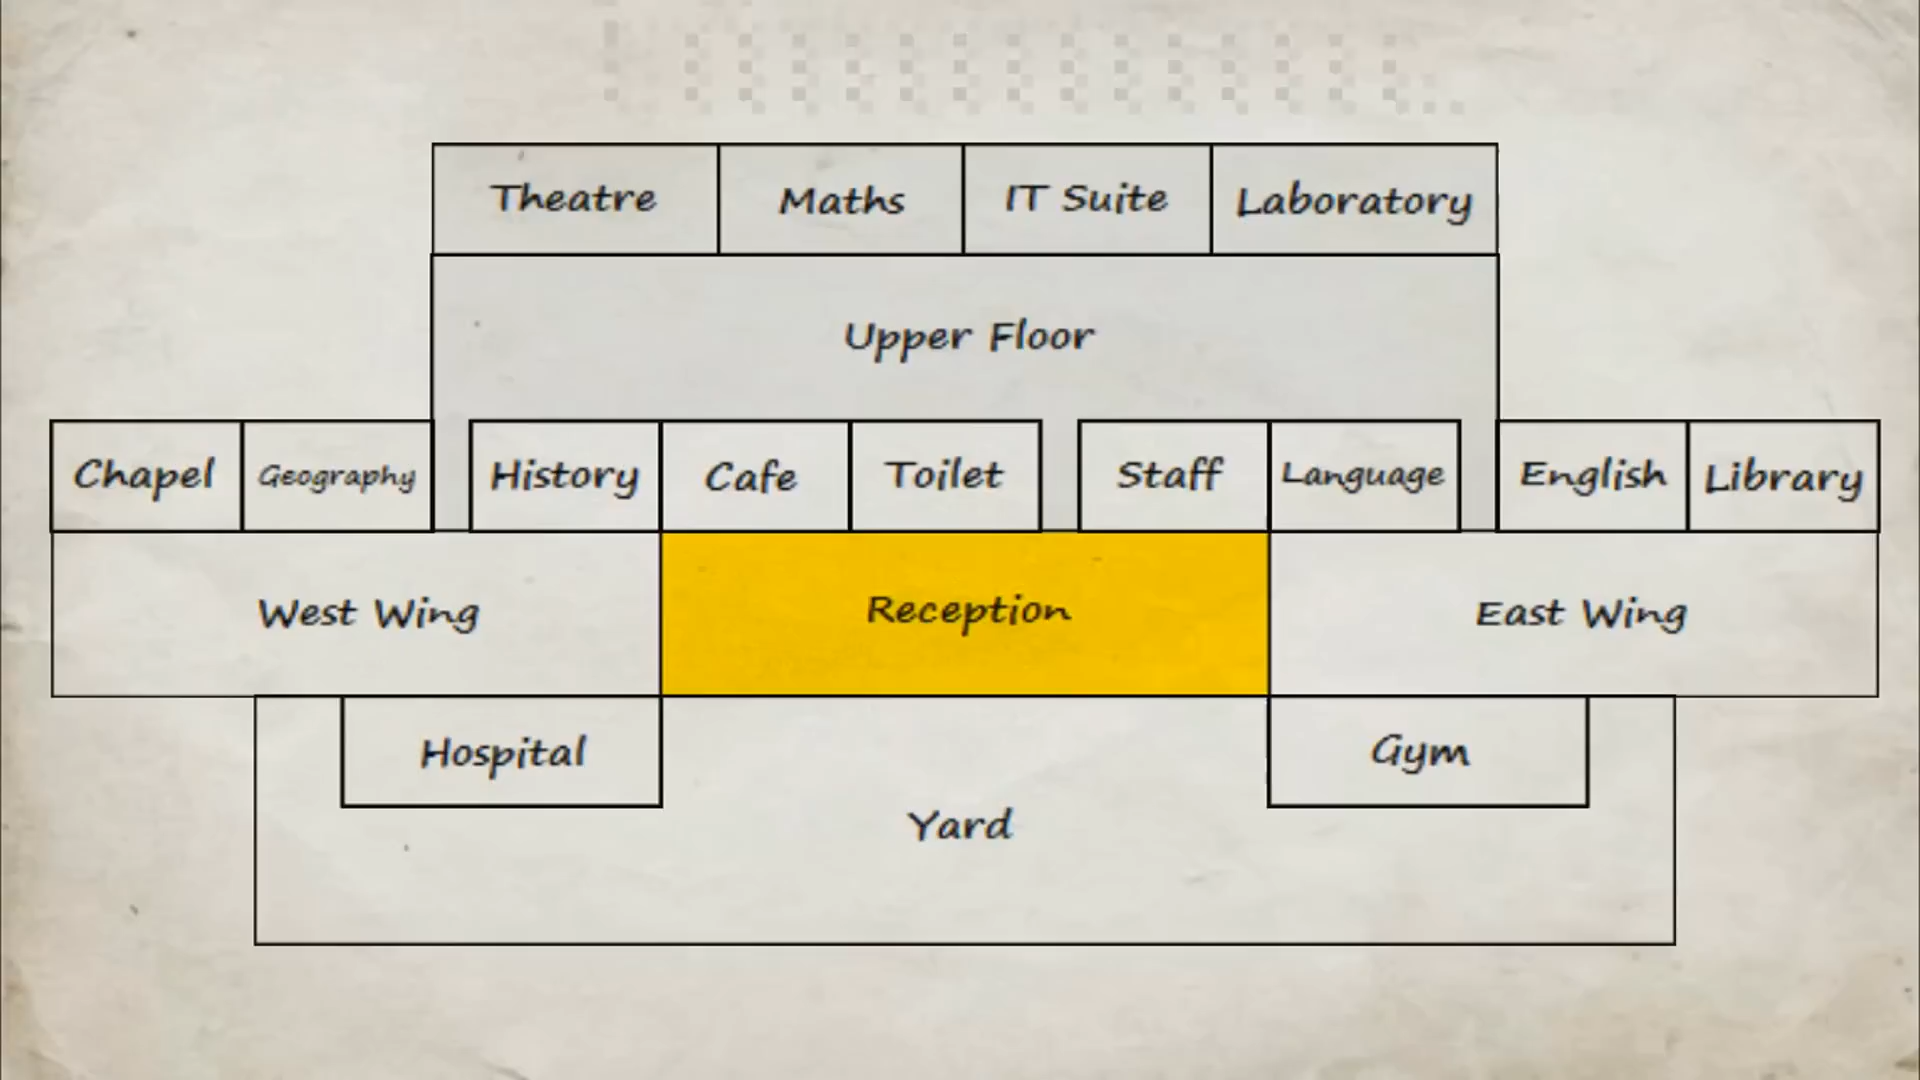 Theatre
Maths
IT Suite
Laboratory
Upper Floor
Chapel
Geography
History
Cafe
Toilet
Staff
Language
English
Library
West Wing
Reception
East Wing
Hospital
Gym
Yard